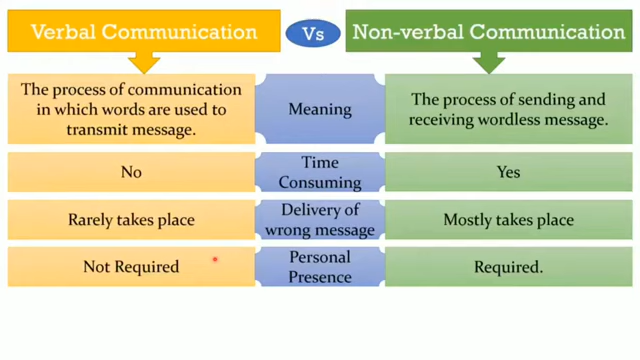 Verbal Communication
Vs
Non-verbal Communication
The process of communication
in which words are used to
transmit message.
Meaning
The process of sending and
receiving wordless message.
No
Time
Consuming
Yes
Rarely takes place
Delivery of
wrong message
Mostly takes place
Not Required
Personal
Presence
Required.